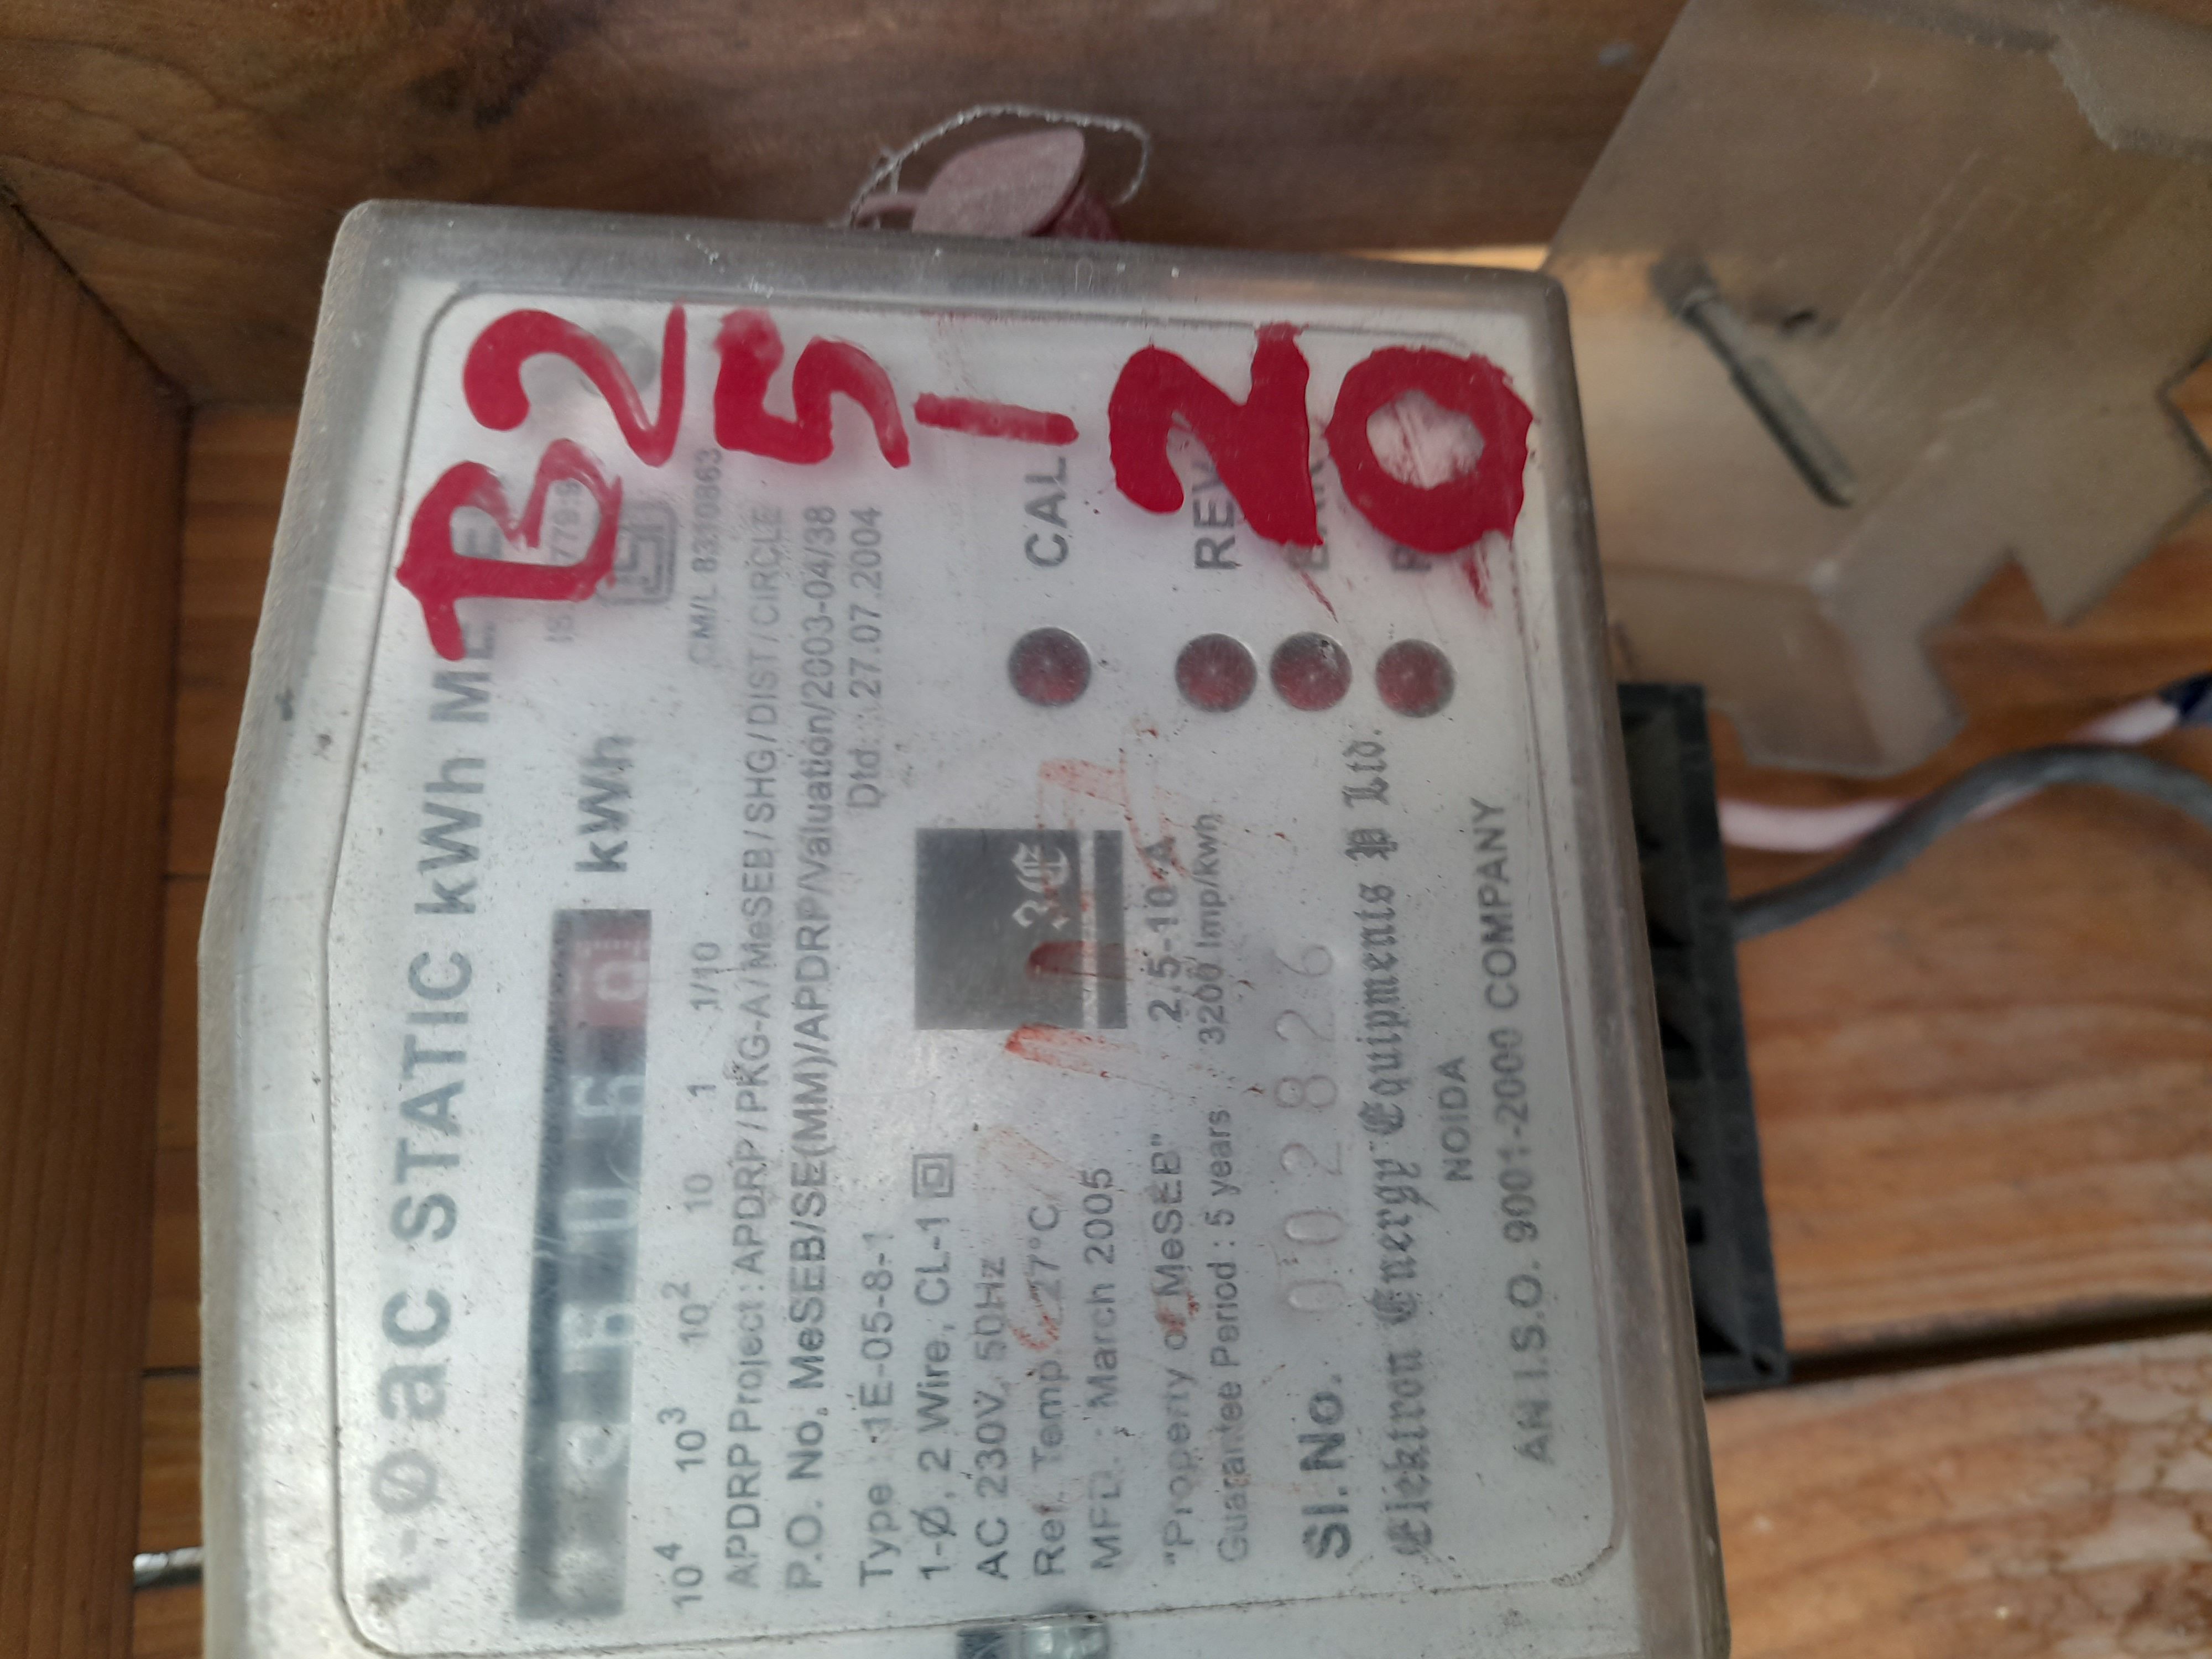 B25-20
1-Ø ac STATIC kWh
kWh
CM/L 8310863
10⁴ 10³ 10² 10 1 1/10
APDRP Project : APDRP/PKG-A/MeSEB/SHG/DIST/CIRCLE
P.O. No. MeSEB/SE(MM)/APDRP/Valuation/2003-04/38
Dtd. : 27.07.2004
Type : 1E-05-8-1
1-Ø, 2 Wire, CL-1
AC 230V, 50Hz
CAL
Ref. Temp 27°C
MFD. : March 2005
2.5-10 A
REV
"Property of MeSEB"
Guarantee Period : 5 years
3200 Imp/kwh
Sl. No. 002826
Elektron Energy Equipments P Ltd.
NOIDA
AN I.S.O. 9001-2000 COMPANY